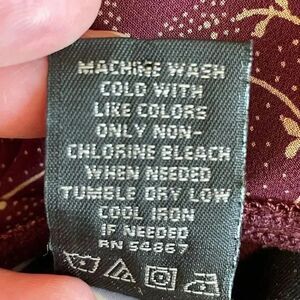 MACHINE WASH
COLD WITH
LIKE COLORS
ONLY NON-
CHLORINE BLEACH
WHEN NEEDED
TUMBLE DRY LOW
COOL IRON
IF NEEDED
RN 54867